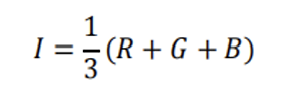 I = 1/3 (R + G + B)